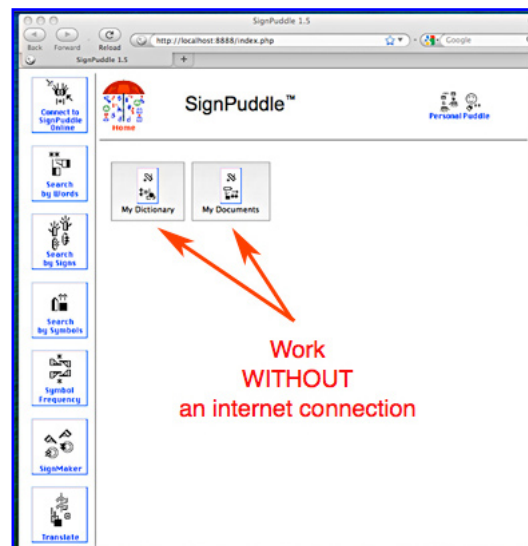 SignPuddle 1.5
Back Forward Reload
http://localhost:8888/index.php
Google
SignPuddle 1.5
+
Connect to
SignPuddle
Online
Home
SignPuddle™
Personal Puddle
Search
by Words
My Dictionary
My Documents
Search
by Signs
Search
by Symbols
Work
WITHOUT
an internet connection
Symbol
Frequency
SignMaker
Translate